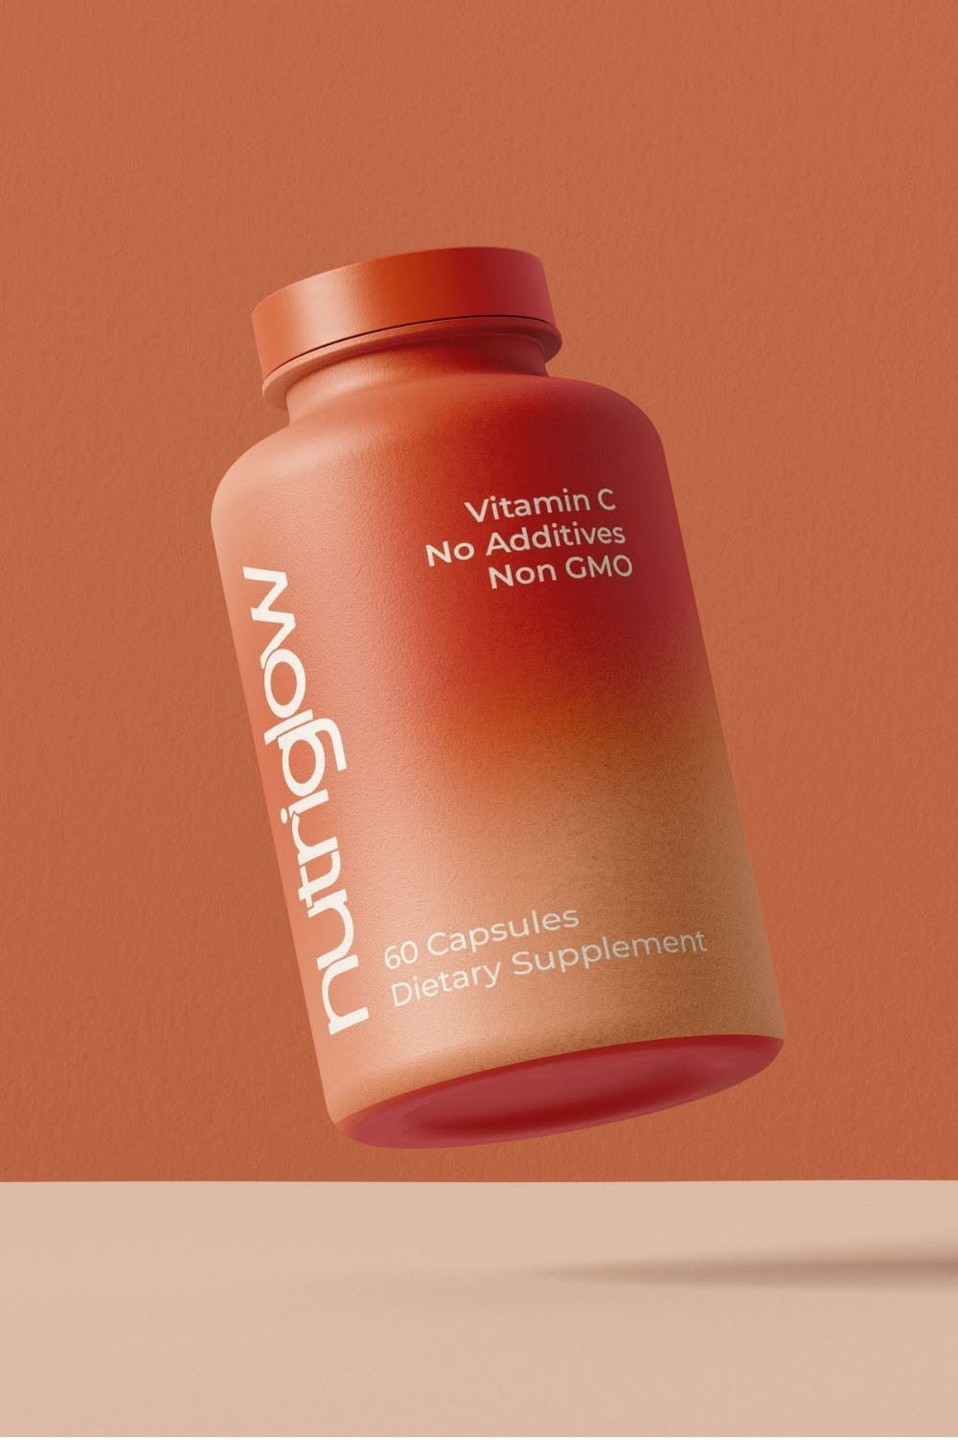 Vitamin C
No Additives
Non GMO
nutriglow
60 Capsules
Dietary Supplement